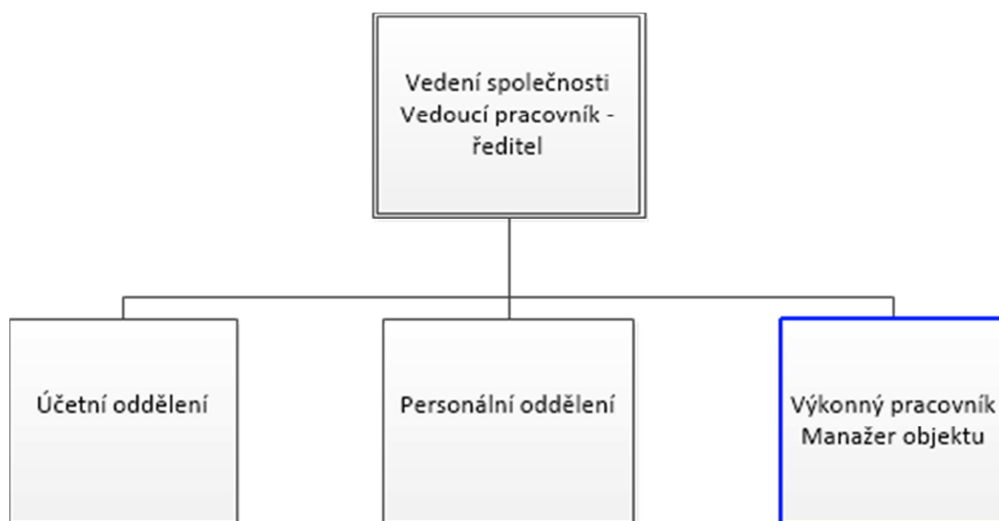 Vedení společnosti
Vedoucí pracovník -
ředitel
Účetní oddělení
Personální oddělení
Výkonný pracovník
Manažer objektu